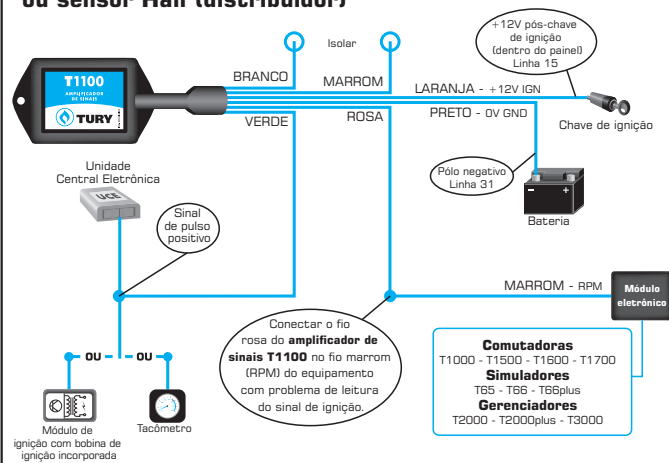 ou sensor Hall (distribuidor)
Isolar
+12V pós-chave
de ignição
(dentro do painel)
Linha 15
BRANCO
MARROM
LARANJA - +12V IGN
PRETO - 0V GND
VERDE
ROSA
Chave de ignição
T1100
AMPLIFICADOR
DE SINAIS
TURY
Unidade
Central Eletrônica
UCE
Sinal
de pulso
positivo
Pólo negativo
Linha 31
Bateria
MARROM - RPM
Módulo
eletrônico
Conectar o fio
rosa do amplificador de
sinais T1100 no fio marrom
(RPM) do equipamento
com problema de leitura
do sinal de ignição.
Comutadoras
T1000 - T1500 - T1600 - T1700
Simuladores
T65 - T66 - T66plus
Gerenciadores
T2000 - T2000plus - T3000
OU
OU
Módulo de
ignição com bobina de
ignição incorporada
Tacômetro